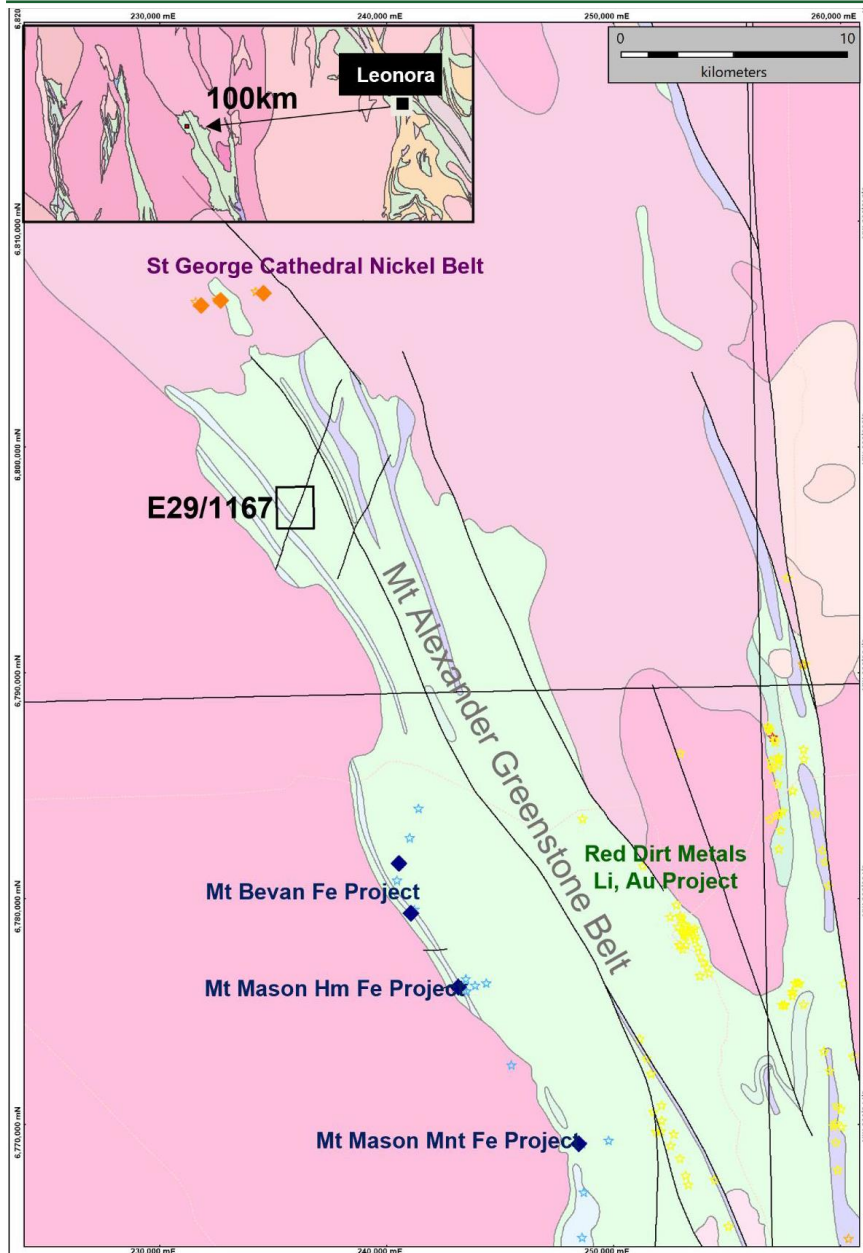 230,000 mE
240,000 mE
250,000 mE
260,000 mE
6,820
0
10
kilometers
Leonora
100km
6,810,000 mN
St George Cathedral Nickel Belt
6,800,000 mN
E29/1167
Mt Alexander Greenstone Belt
6,790,000 mN
Red Dirt Metals
Li, Au Project
Mt Bevan Fe Project
6,780,000 mN
Mt Mason Hm Fe Project
Mt Mason Mnt Fe Project
6,770,000 mN
230,000 mE
240,000 mE
250,000 mE
260,000 mE